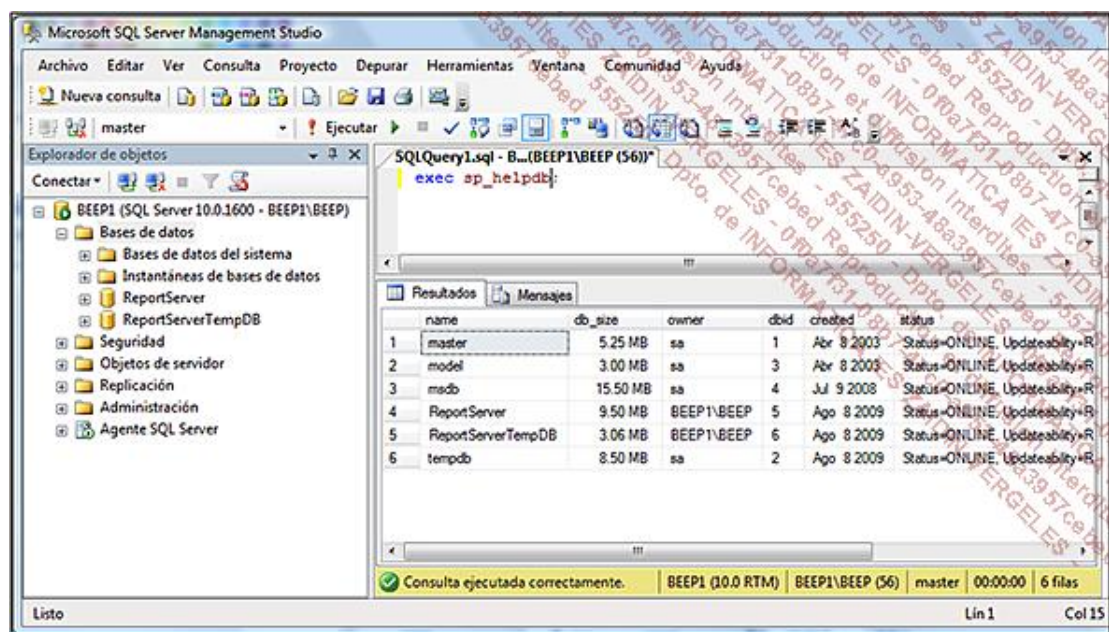 Microsoft SQL Server Management Studio
Archivo Editar Ver Consulta Proyecto Depurar Herramientas Ventana Comunidad Ayuda
Nueva consulta
master Ejecutar
Explorador de objetos
Conectar
BEEP1 (SQL Server 10.0.1600 - BEEP1\BEEP)
Bases de datos
Bases de datos del sistema
Instantáneas de bases de datos
ReportServer
ReportServerTempDB
Seguridad
Objetos de servidor
Replicación
Administración
Agente SQL Server
SQLQuery1.sql - B...(BEEP1\BEEP (56))*
exec sp_helpdb;
Resultados Mensajes
name db_size owner dbid created status
1 master 5.25 MB sa 1 Abr 8 2003 Status=ONLINE, Updateability=R
2 model 3.00 MB sa 3 Abr 8 2003 Status=ONLINE, Updateability=R
3 msdb 15.50 MB sa 4 Jul 9 2008 Status=ONLINE, Updateability=R
4 ReportServer 9.50 MB BEEP1\BEEP 5 Ago 8 2009 Status=ONLINE, Updateability=R
5 ReportServerTempDB 3.06 MB BEEP1\BEEP 6 Ago 8 2009 Status=ONLINE, Updateability=R
6 tempdb 8.50 MB sa 2 Ago 8 2009 Status=ONLINE, Updateability=R
Consulta ejecutada correctamente. BEEP1 (10.0 RTM) BEEP1\BEEP (56) master 00:00:00 6 filas
Listo Lín 1 Col 15